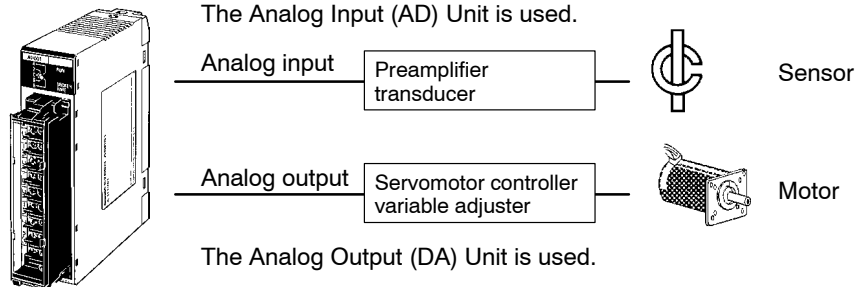 The Analog Input (AD) Unit is used.
Analog input
Preamplifier
transducer
Sensor
Analog output
Servomotor controller
variable adjuster
Motor
The Analog Output (DA) Unit is used.